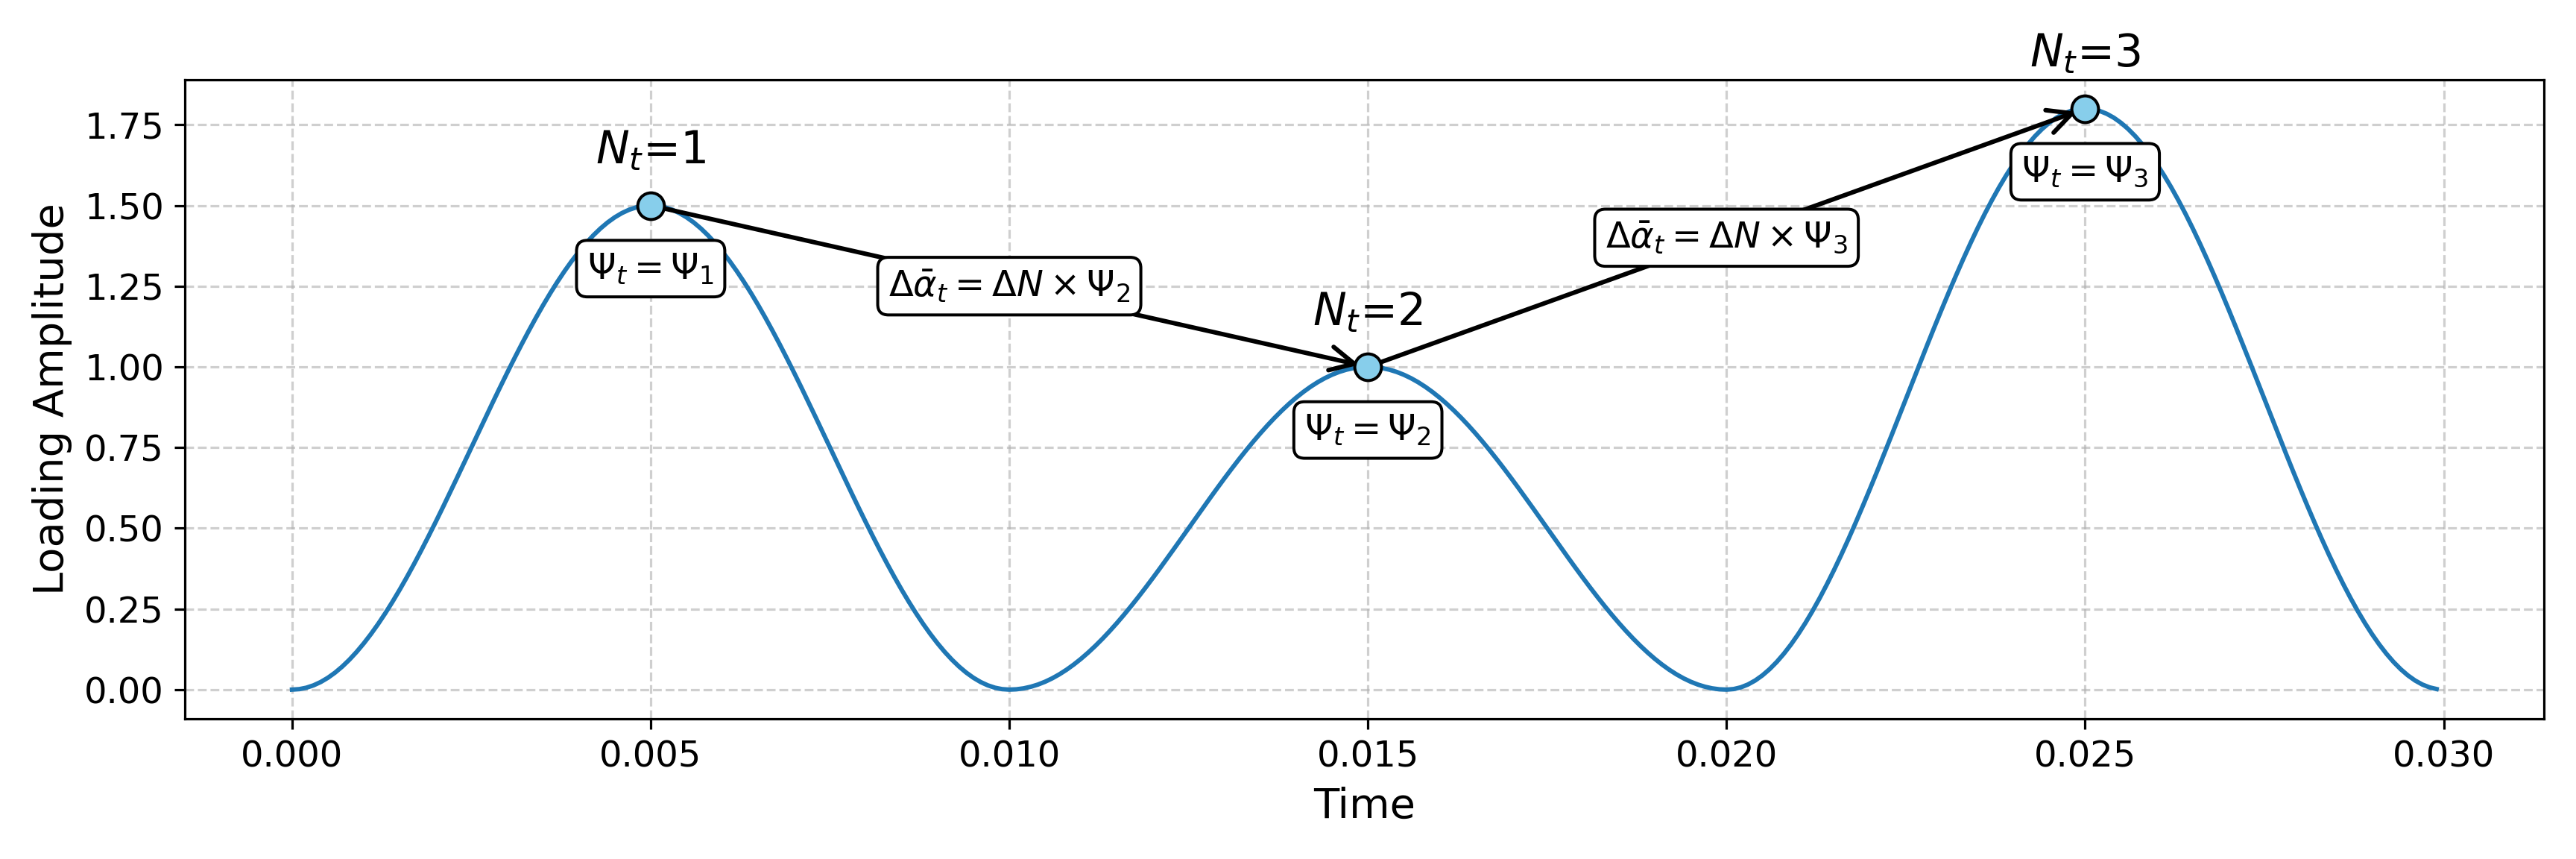 N_t=3
1.75
N_t=1
Ψ_t = Ψ_3
1.50
Δᾱ_t = ΔN × Ψ_3
Ψ_t = Ψ_1
1.25
Δᾱ_t = ΔN × Ψ_2
N_t=2
1.00
Ψ_t = Ψ_2
0.75
0.50
0.25
0.00
Loading Amplitude
0.000 0.005 0.010 0.015 0.020 0.025 0.030
Time